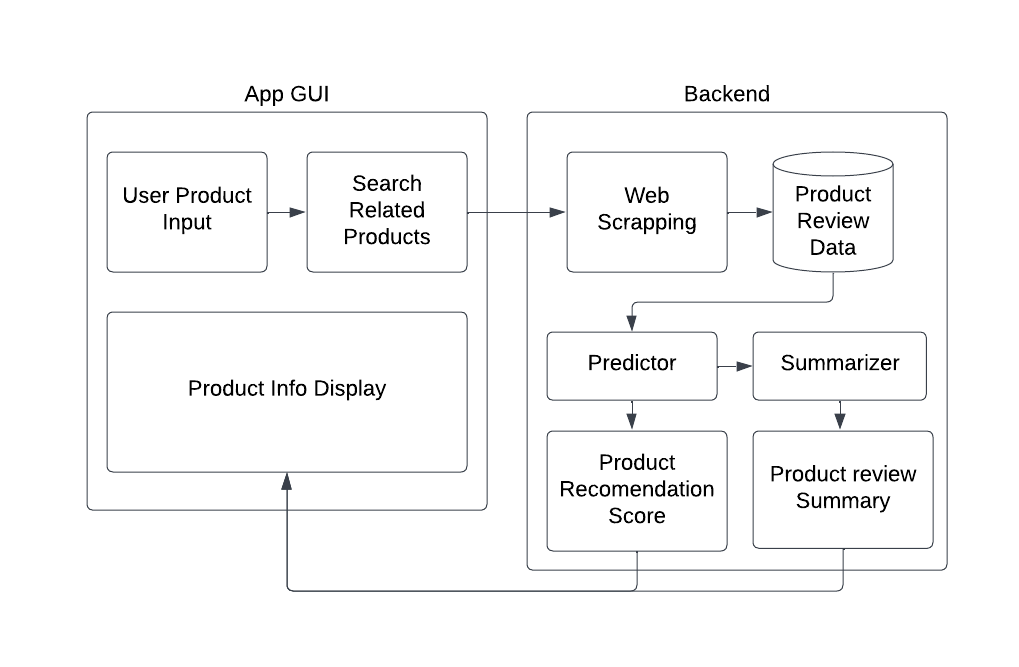 App GUI
Backend
User Product
Input
Search
Related
Products
Web
Scrapping
Product
Review
Data
Product Info Display
Predictor
Summarizer
Product
Recomendation
Score
Product review
Summary